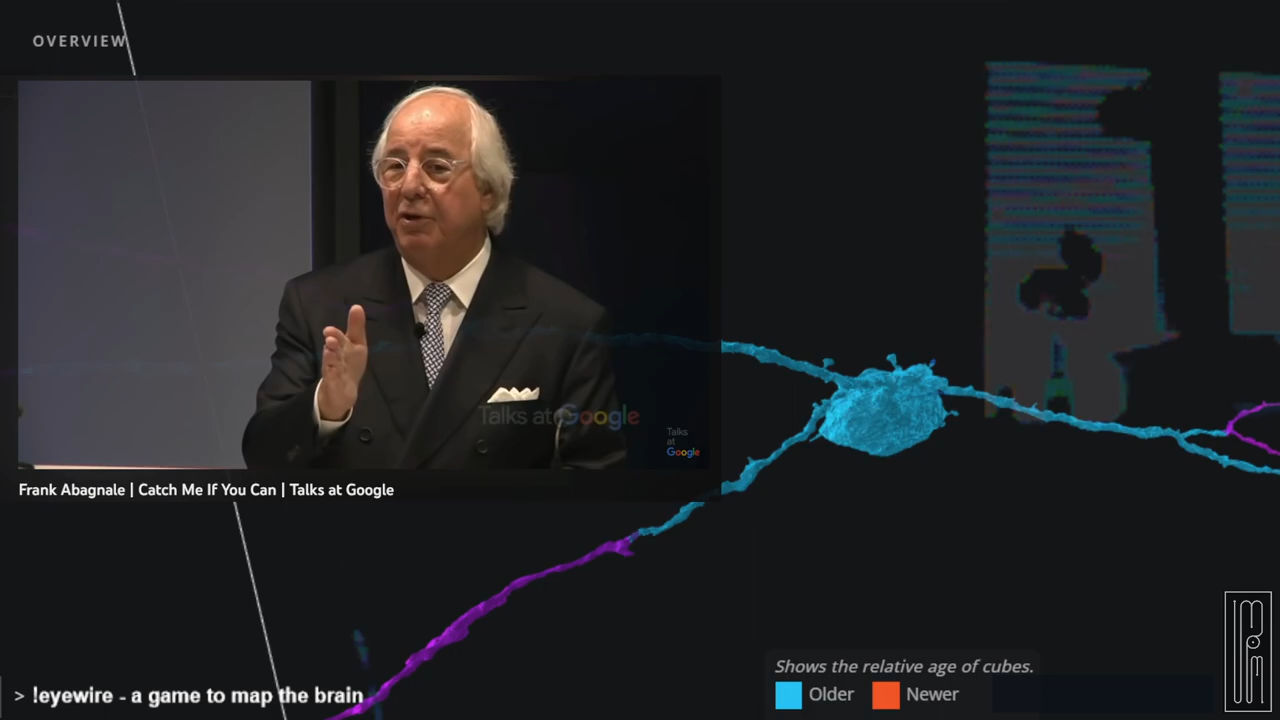 OVERVIEW
Talks at Google
Talks
at
Google
Frank Abagnale | Catch Me If You Can | Talks at Google
Shows the relative age of cubes.
Older
Newer
> !eyewire - a game to map the brain